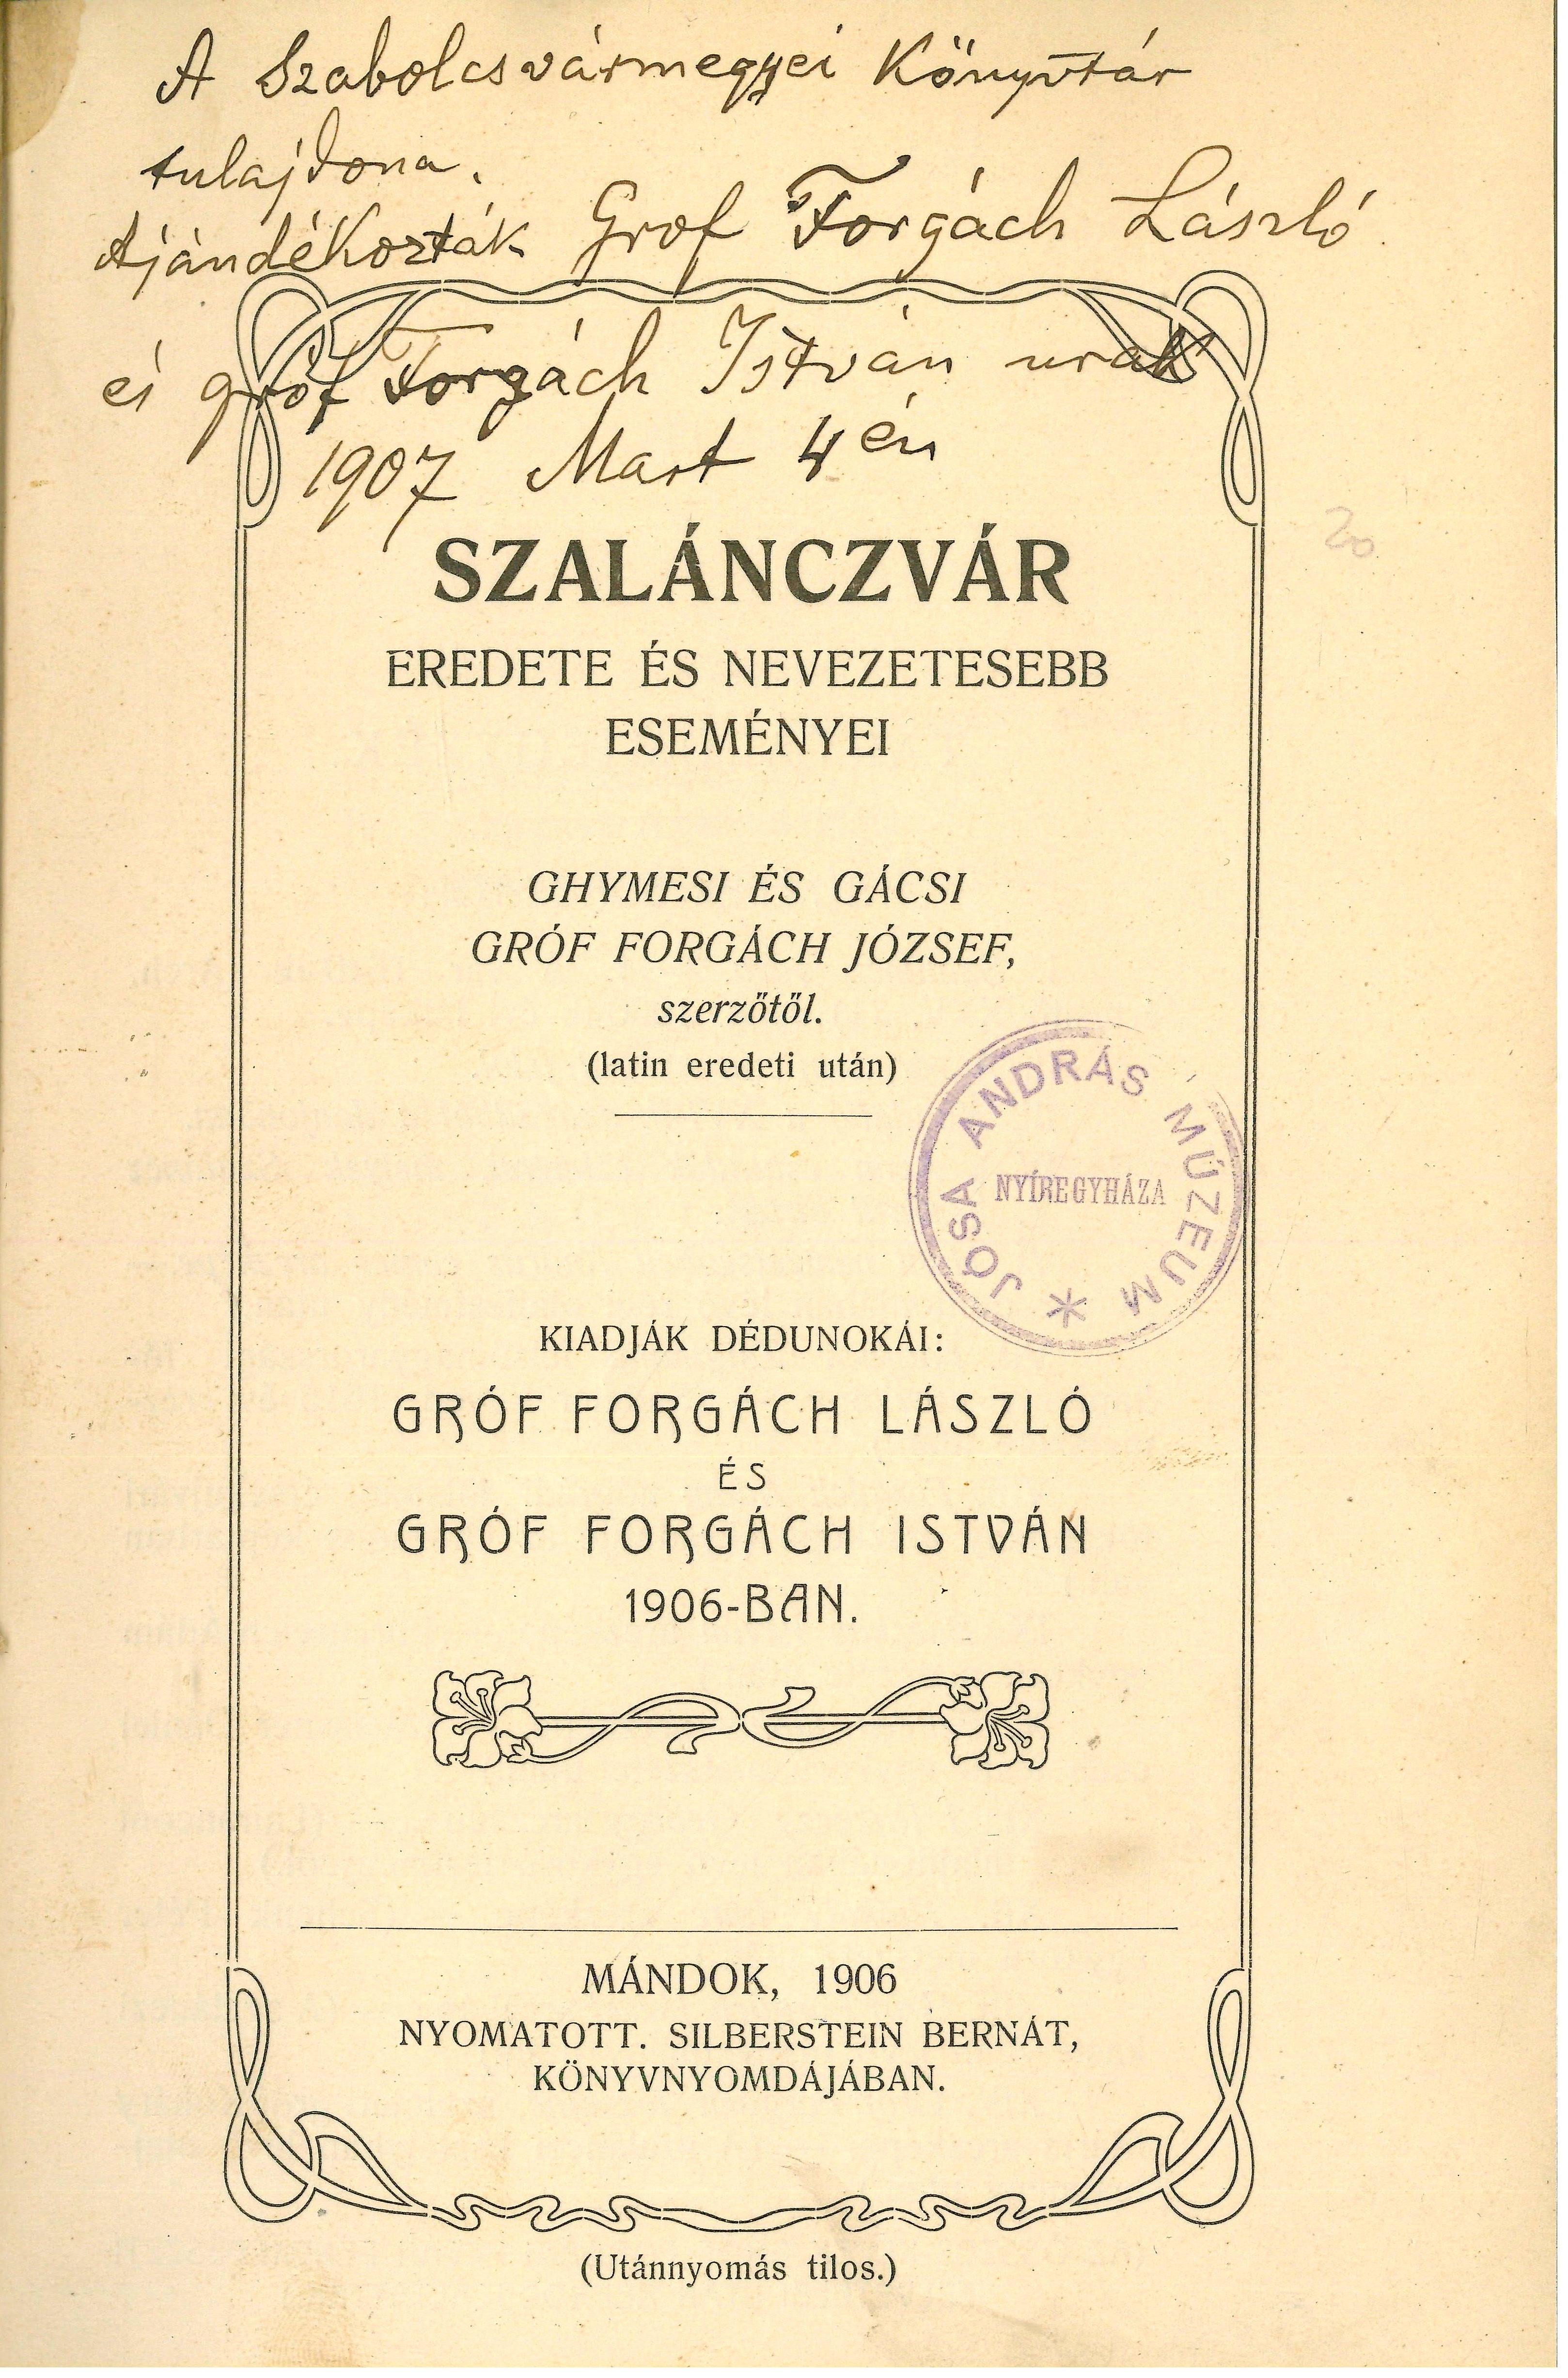 A Szabolcsvármegyei Könyvtár
tulajdona.
Ajándékozták Grof Forgách László
és gróf Forgách István urak
1907 Mart 4én
20
SZALÁNCZVÁR
EREDETE ÉS NEVEZETESEBB
ESEMÉNYEI
GHYMESI ÉS GÁCSI
GRÓF FORGÁCH JÓZSEF,
szerzőtől.
(latin eredeti után)
JÓSA ANDRÁS MÚZEUM
NYÍREGYHÁZA
KIADJÁK DÉDUNOKÁI:
GRÓF FORGÁCH LÁSZLÓ
ÉS
GRÓF FORGÁCH ISTVÁN
1906-BAN.
MÁNDOK, 1906
NYOMATOTT. SILBERSTEIN BERNÁT,
KÖNYVNYOMDÁJÁBAN.
(Utánnyomás tilos.)